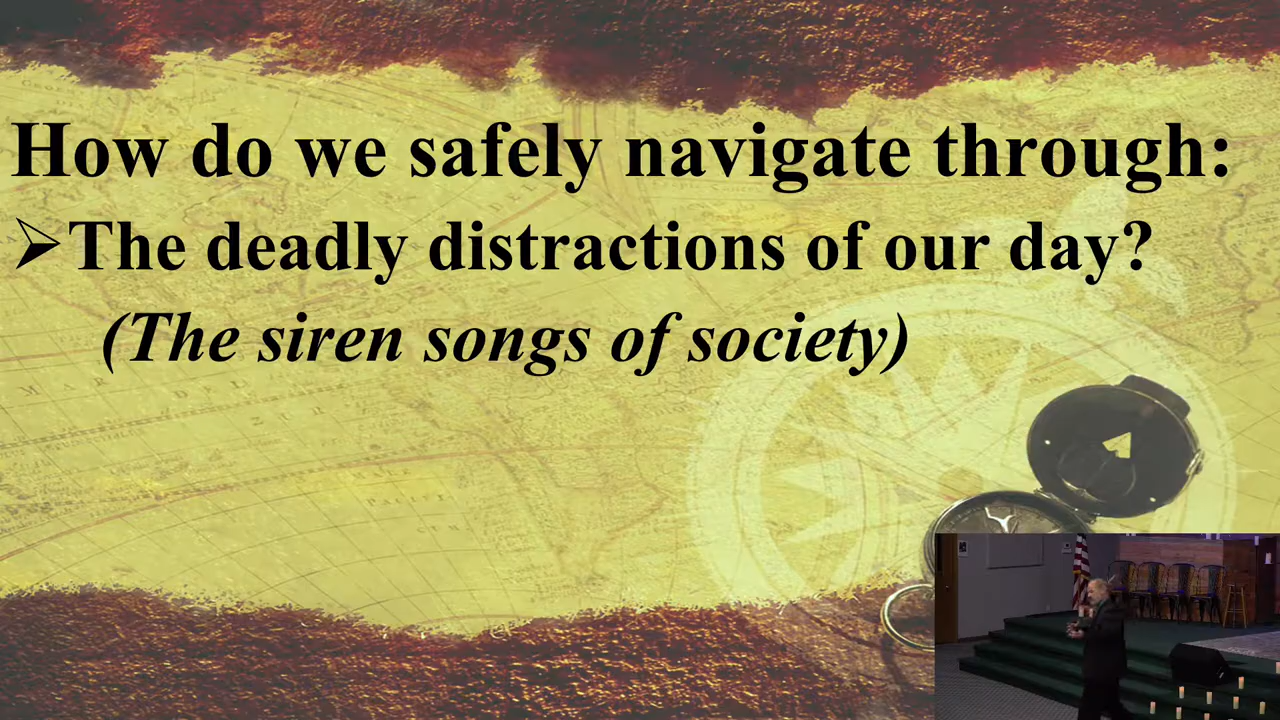 How do we safely navigate through:
➢The deadly distractions of our day?
(The siren songs of society)